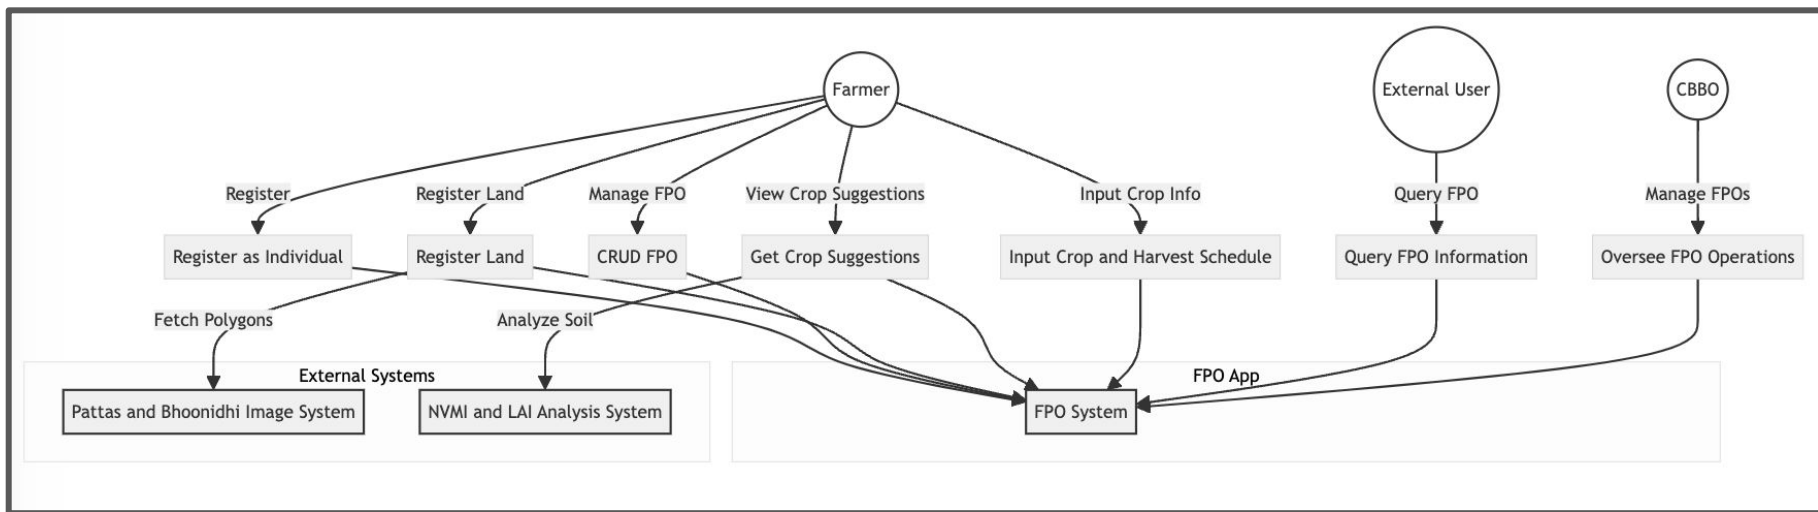 Farmer
External User
CBBO
Register
Register Land
Manage FPO
View Crop Suggestions
Input Crop Info
Query FPO
Manage FPOs
Register as Individual
Register Land
CRUD FPO
Get Crop Suggestions
Input Crop and Harvest Schedule
Query FPO Information
Oversee FPO Operations
Fetch Polygons
Analyze Soil
External Systems
FPO App
Pattas and Bhoonidhi Image System
NVMI and LAI Analysis System
FPO System